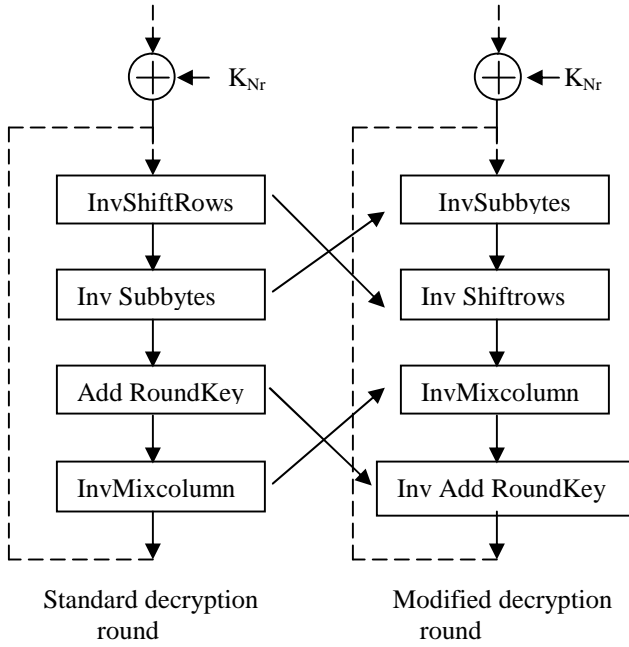 K_Nr
K_Nr
InvShiftRows
Inv Subbytes
Add RoundKey
InvMixcolumn
InvSubbytes
Inv Shiftrows
InvMixcolumn
Inv Add RoundKey
Standard decryption
round
Modified decryption
round